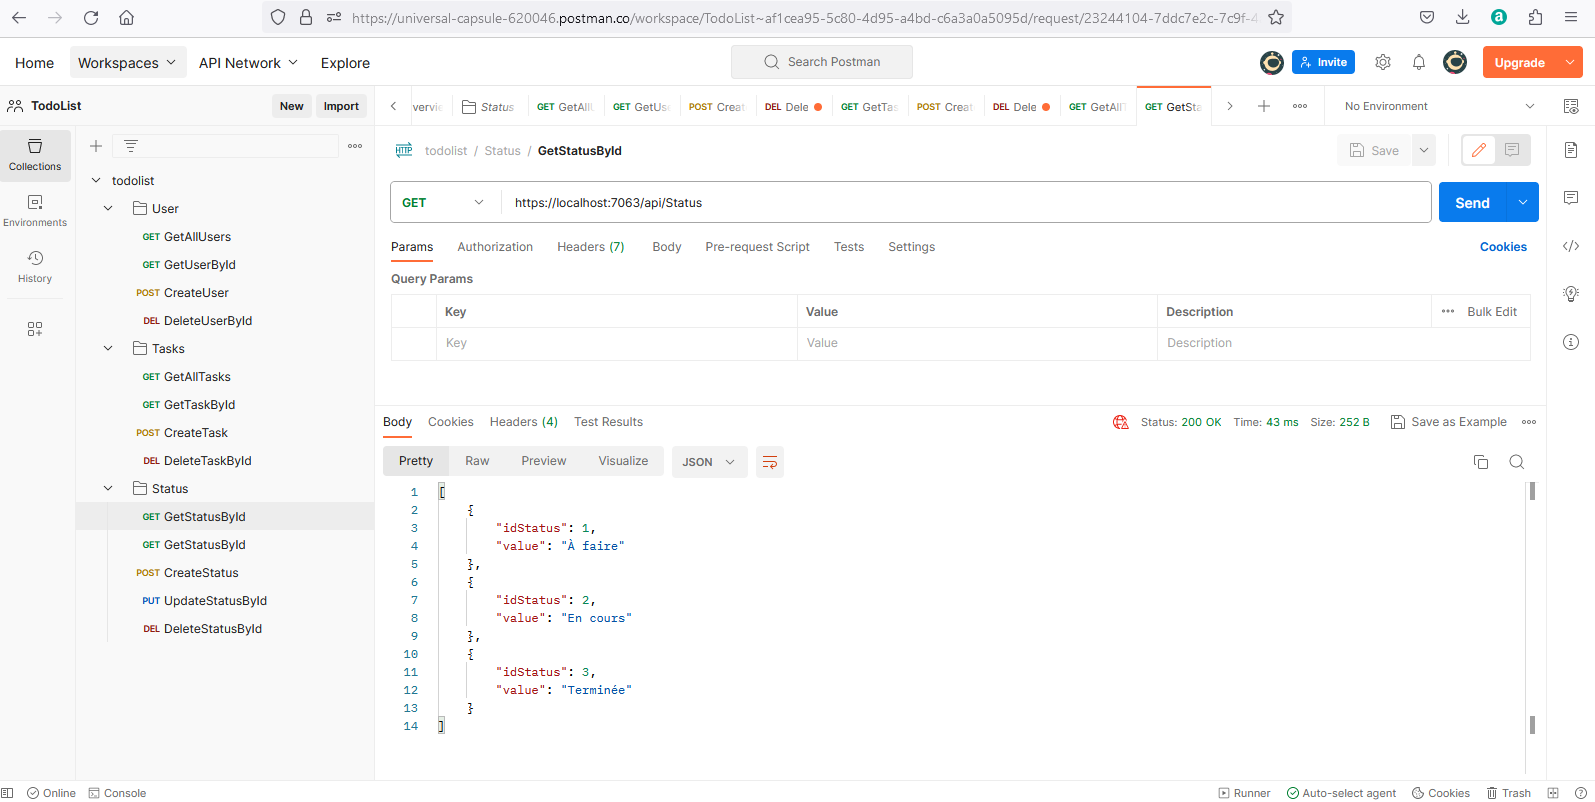 https://universal-capsule-620046.postman.co/workspace/TodoList~af1cea95-5c80-4d95-a4bd-c6a3a0a5095d/request/23244104-7ddc7e2c-7c9f-4
Home Workspaces API Network Explore Search Postman Invite Upgrade
TodoList New Import
Status GET GetAllU GET GetUse POST Creat DEL Dele GET GetTas POST Creat DEL Dele GET GetAllT GET GetSta No Environment
Collections
Environments
History
todolist
User
GET GetAllUsers
GET GetUserById
POST CreateUser
DEL DeleteUserById
Tasks
GET GetAllTasks
GET GetTaskById
POST CreateTask
DEL DeleteTaskById
Status
GET GetStatusById
GET GetStatusById
POST CreateStatus
PUT UpdateStatusById
DEL DeleteStatusById
HTTP todolist / Status / GetStatusById Save
GET https://localhost:7063/api/Status Send
Params Authorization Headers (7) Body Pre-request Script Tests Settings Cookies
Query Params
Key Value Description Bulk Edit
Key Value Description
Body Cookies Headers (4) Test Results Status: 200 OK Time: 43 ms Size: 252 B Save as Example
Pretty Raw Preview Visualize JSON
1 [
2 {
3 "idStatus": 1,
4 "value": "À faire"
5 },
6 {
7 "idStatus": 2,
8 "value": "En cours"
9 },
10 {
11 "idStatus": 3,
12 "value": "Terminée"
13 }
14 ]
Online Console Runner Auto-select agent Cookies Trash